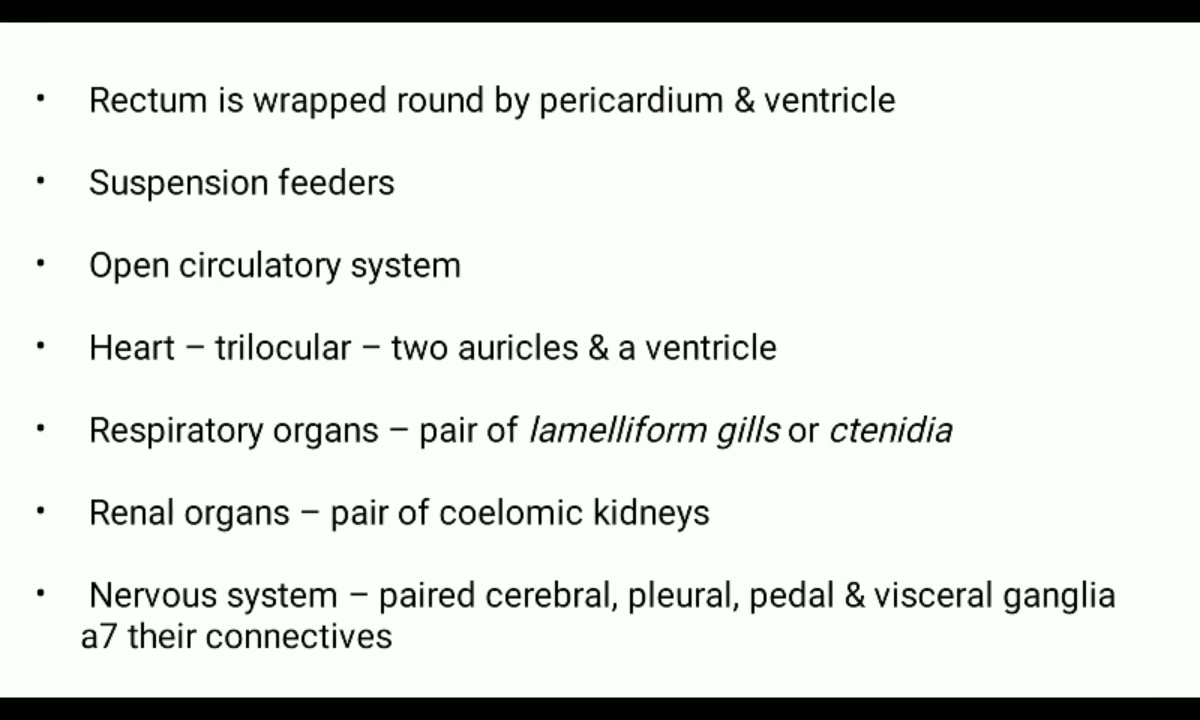 • Rectum is wrapped round by pericardium & ventricle
• Suspension feeders
• Open circulatory system
• Heart – trilocular – two auricles & a ventricle
• Respiratory organs – pair of lamelliform gills or ctenidia
• Renal organs – pair of coelomic kidneys
• Nervous system – paired cerebral, pleural, pedal & visceral ganglia
a7 their connectives